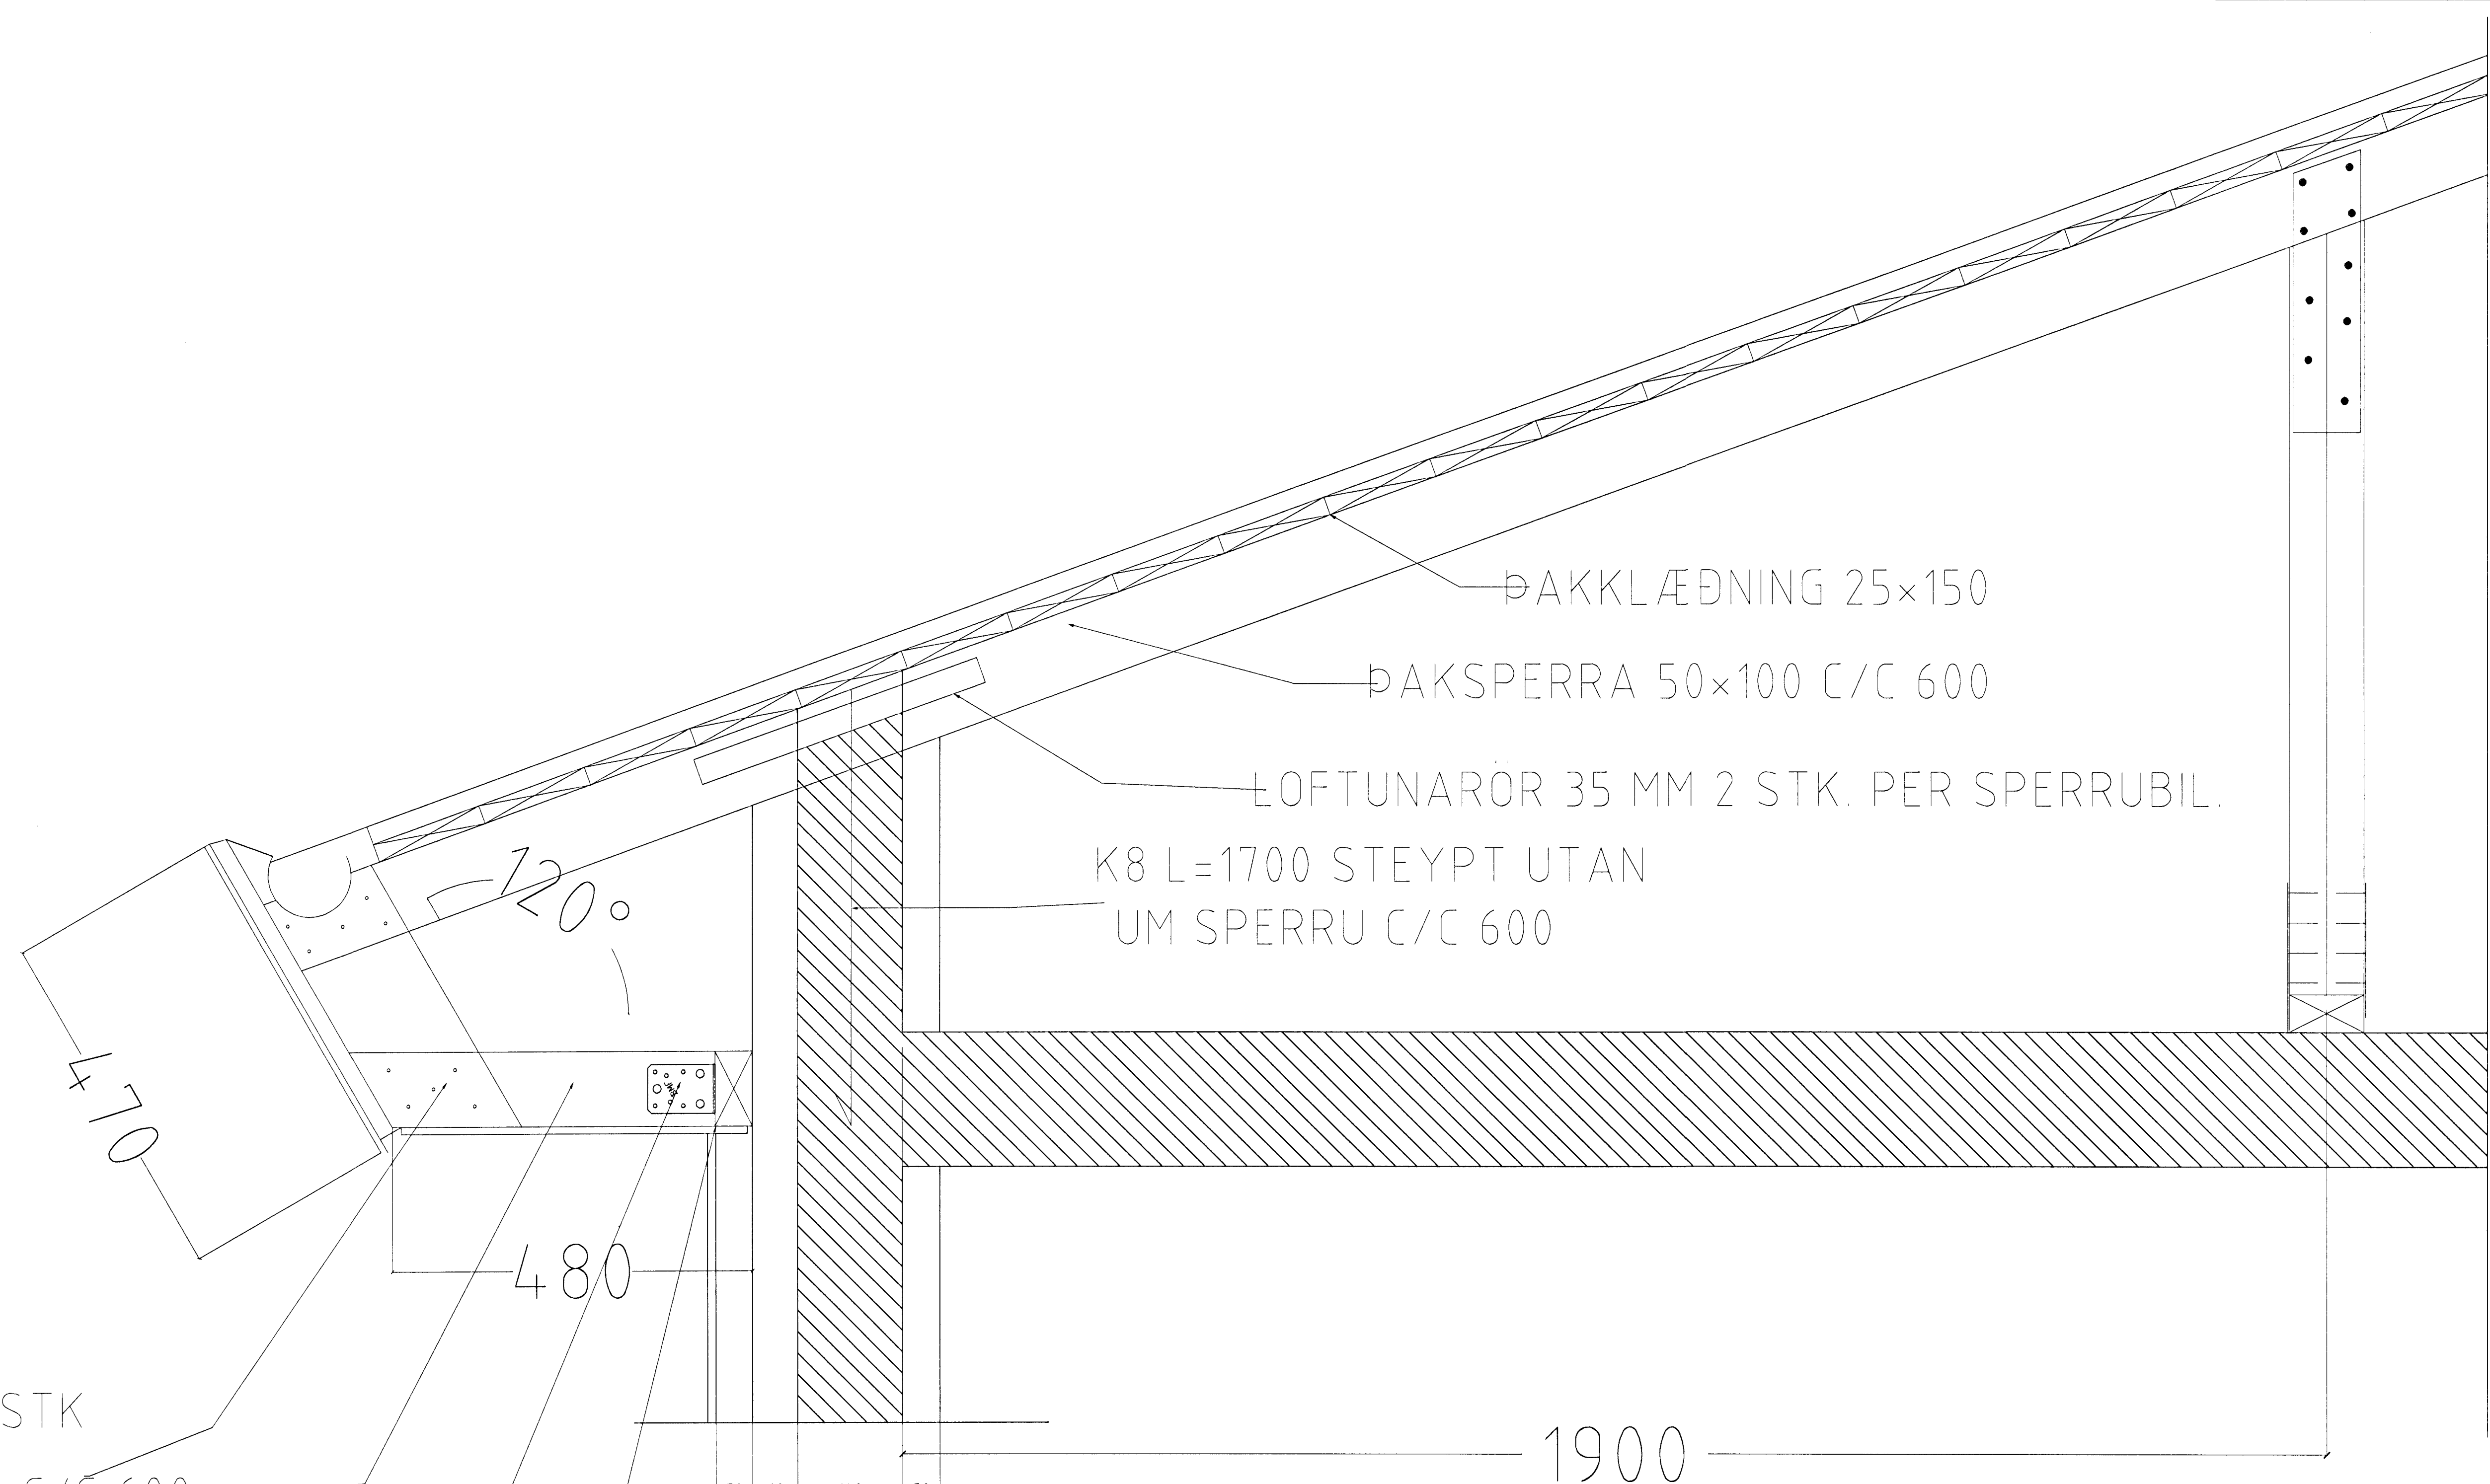 ÞAKKLÆÐNING 25×150
ÞAKSPERRA 50×100 C/C 600
LOFTUNARÖR 35 MM 2 STK. PER SPERRUBIL.
K8 L=1700 STEYPT UTAN
UM SPERRU C/C 600
120°
470
480
STK
C/C 600
1900